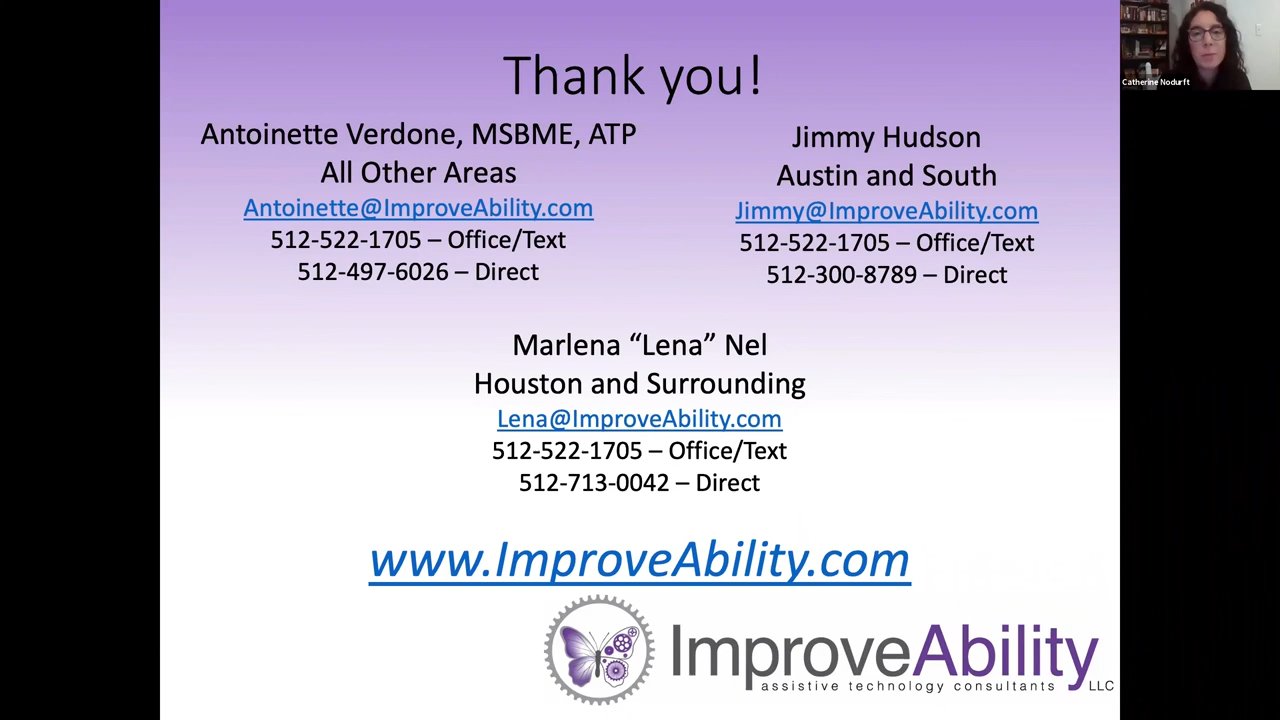 Thank you!
Antoinette Verdone, MSBME, ATP
All Other Areas
Antoinette@ImproveAbility.com
512-522-1705 – Office/Text
512-497-6026 – Direct
Jimmy Hudson
Austin and South
Jimmy@ImproveAbility.com
512-522-1705 – Office/Text
512-300-8789 – Direct
Marlena “Lena” Nel
Houston and Surrounding
Lena@ImproveAbility.com
512-522-1705 – Office/Text
512-713-0042 – Direct
www.ImproveAbility.com
ImproveAbility
assistive technology consultants LLC
Catherine Nodurft